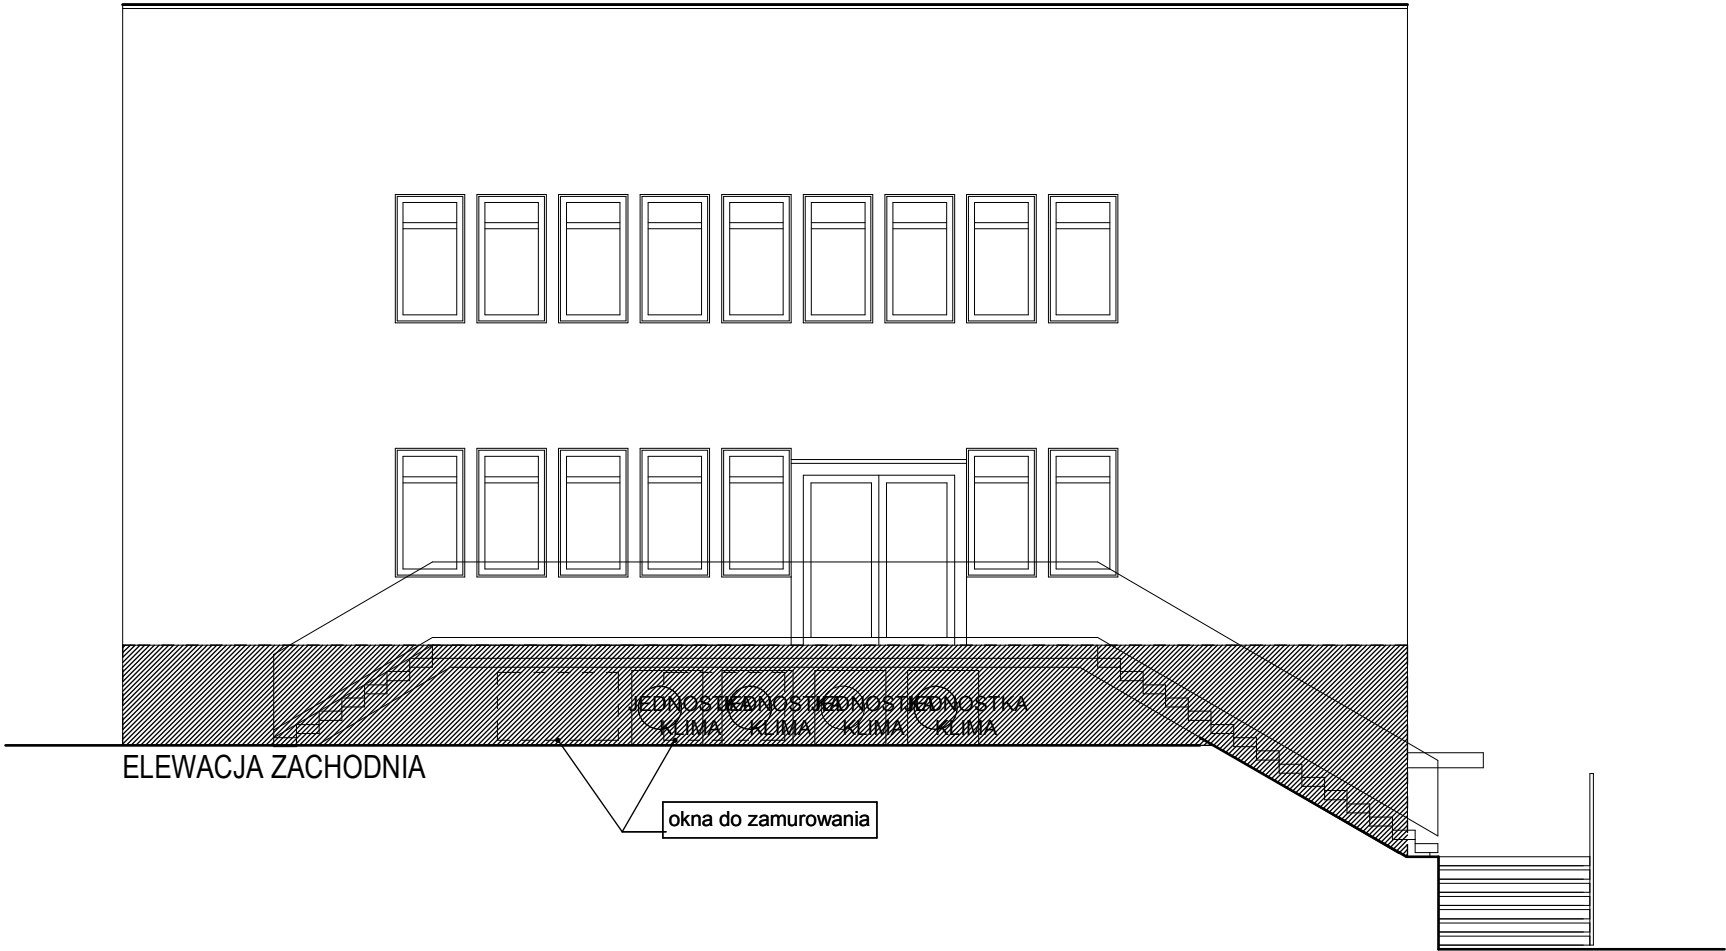 JEDNOSTKA JEDNOSTKA JEDNOSTKA JEDNOSTKA
KLIMA KLIMA KLIMA KLIMA
ELEWACJA ZACHODNIA
okna do zamurowania